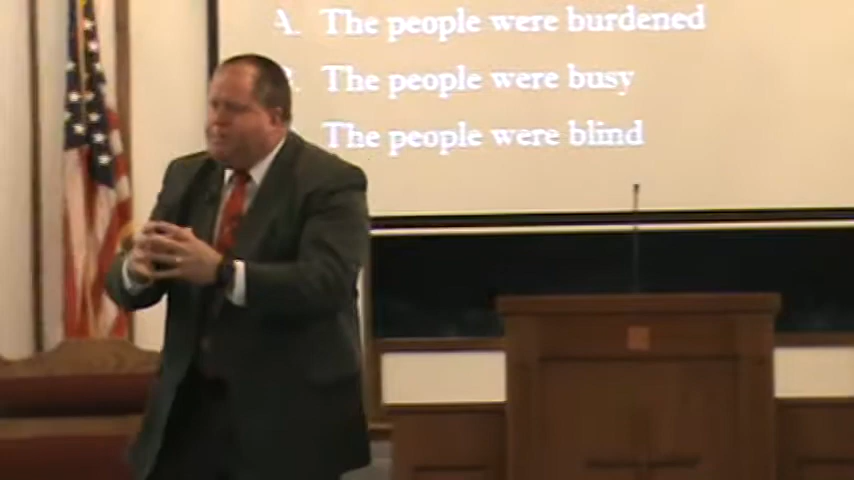 A. The people were burdened
B. The people were busy
The people were blind